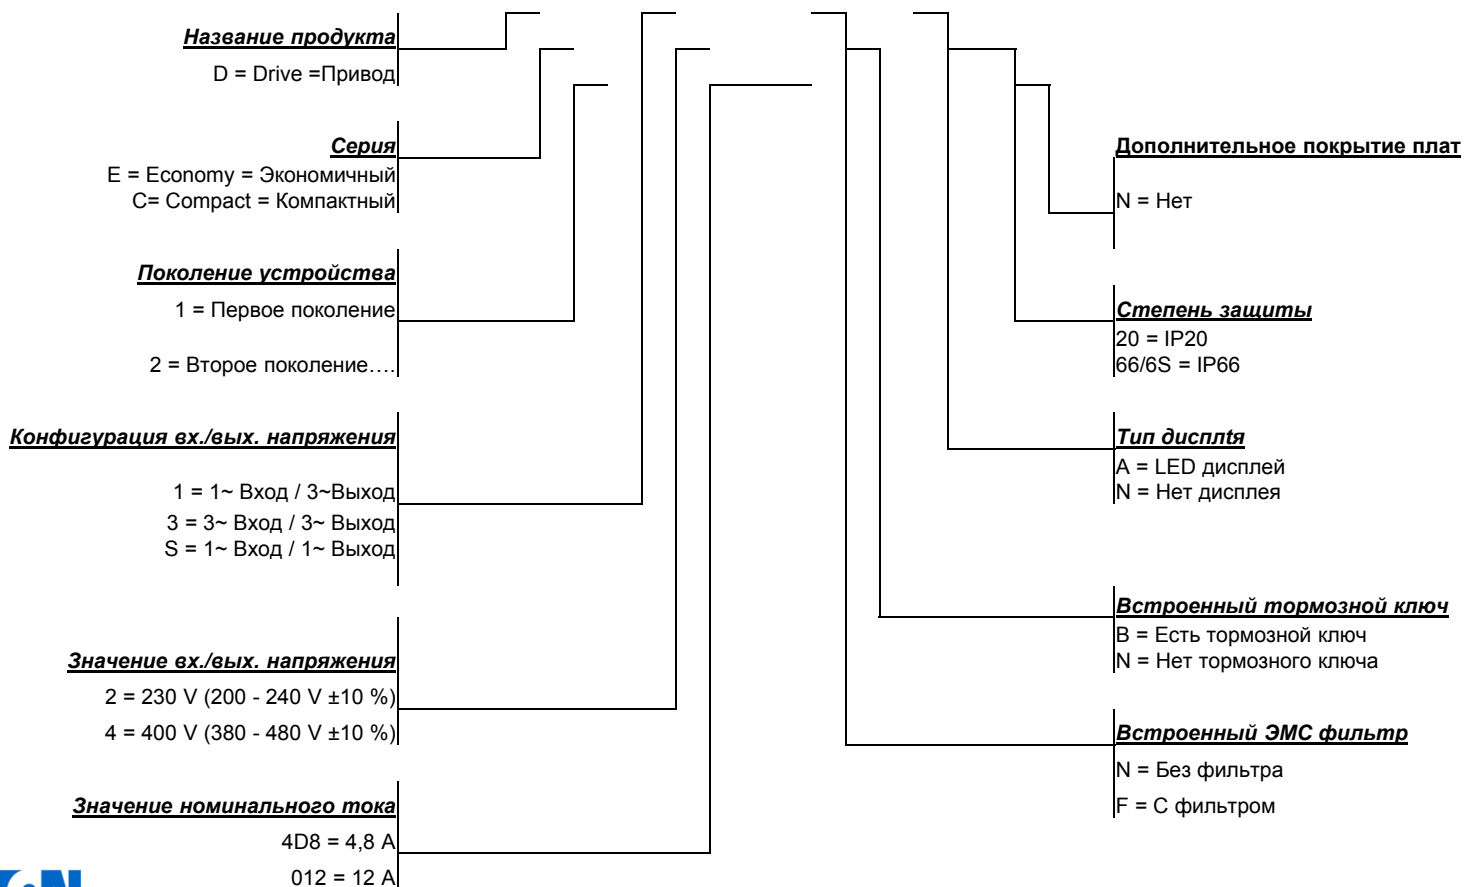 Название продукта
D = Drive =Привод
Серия
E = Economy = Экономичный
C= Compact = Компактный
Поколение устройства
1 = Первое поколение
2 = Второе поколение....
Конфигурация вх./вых. напряжения
1 = 1~ Вход / 3~Выход
3 = 3~ Вход / 3~ Выход
S = 1~ Вход / 1~ Выход
Значение вх./вых. напряжения
2 = 230 V (200 - 240 V ±10 %)
4 = 400 V (380 - 480 V ±10 %)
Значение номинального тока
4D8 = 4,8 A
012 = 12 A
Дополнительное покрытие плат
N = Нет
Степень защиты
20 = IP20
66/6S = IP66
Тип дисплtя
A = LED дисплей
N = Нет дисплея
Встроенный тормозной ключ
B = Есть тормозной ключ
N = Нет тормозного ключа
Встроенный ЭМС фильтр
N = Без фильтра
F = С фильтром